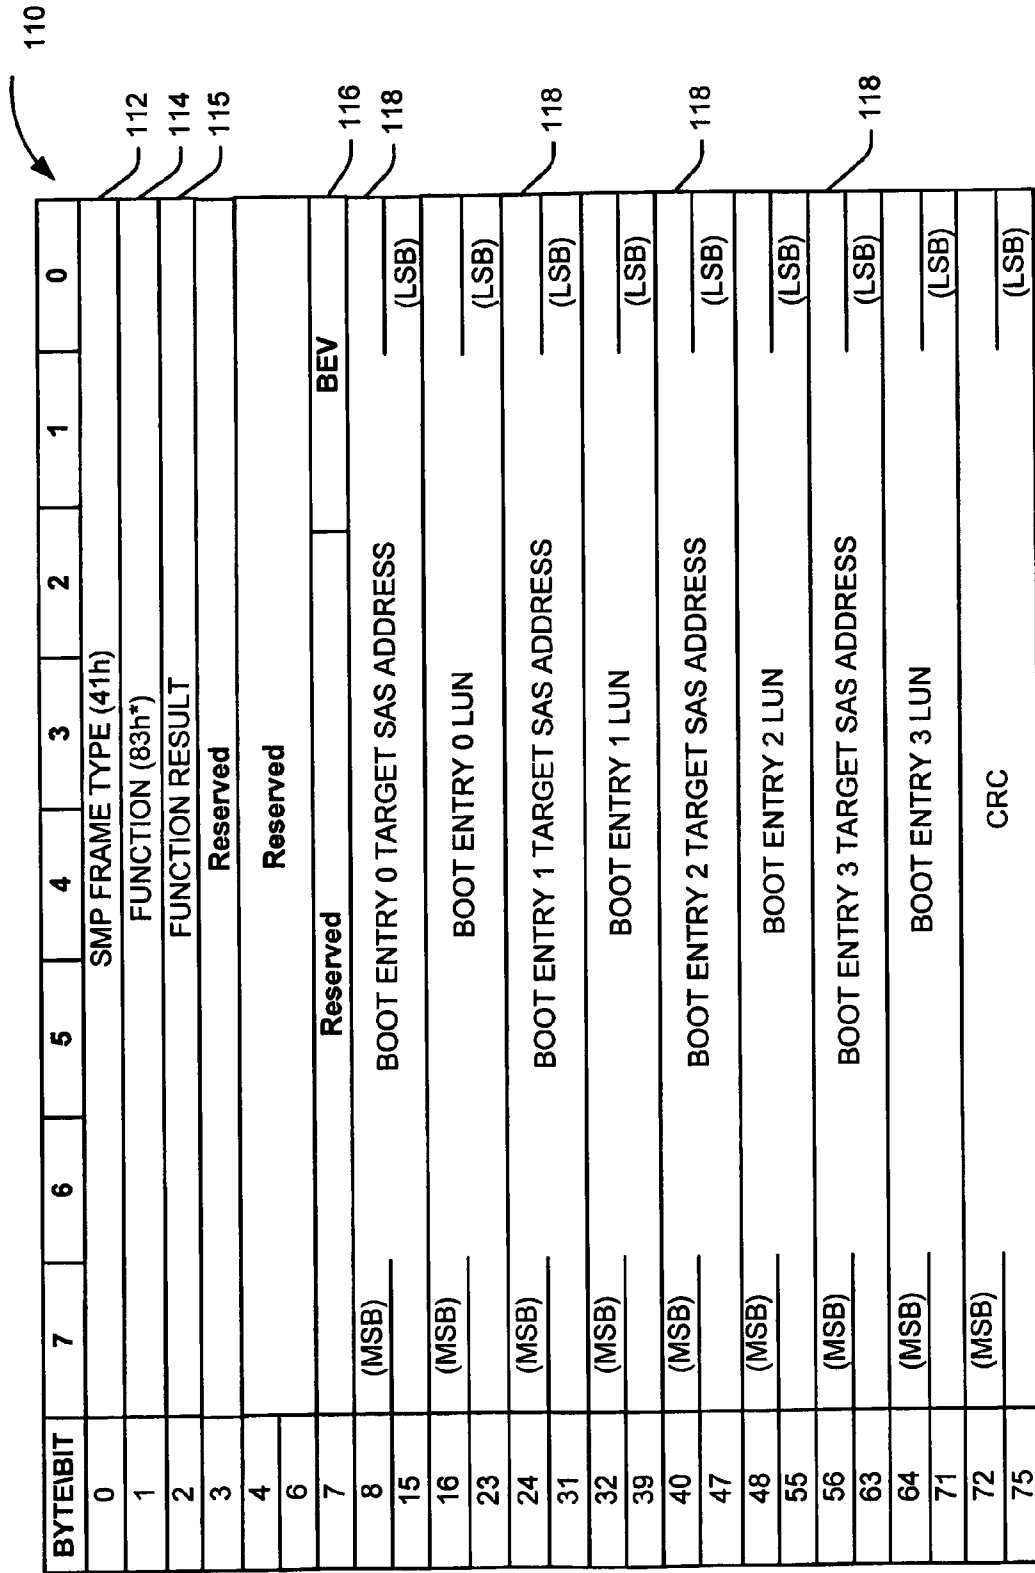 110
BYTE\BIT 7 6 5 4 3 2 1 0
0 SMP FRAME TYPE (41h) 112
1 FUNCTION (83h*) 114
2 FUNCTION RESULT 115
3 Reserved
4 Reserved
6
7 Reserved BEV 116
8 (MSB) BOOT ENTRY 0 TARGET SAS ADDRESS 118
15 (LSB)
16 (MSB) BOOT ENTRY 0 LUN
23 (LSB)
24 (MSB) BOOT ENTRY 1 TARGET SAS ADDRESS 118
31 (LSB)
32 (MSB) BOOT ENTRY 1 LUN
39 (LSB)
40 (MSB) BOOT ENTRY 2 TARGET SAS ADDRESS 118
47 (LSB)
48 (MSB) BOOT ENTRY 2 LUN
55 (LSB)
56 (MSB) BOOT ENTRY 3 TARGET SAS ADDRESS 118
63 (LSB)
64 (MSB) BOOT ENTRY 3 LUN
71 (LSB)
72 (MSB) CRC
75 (LSB)